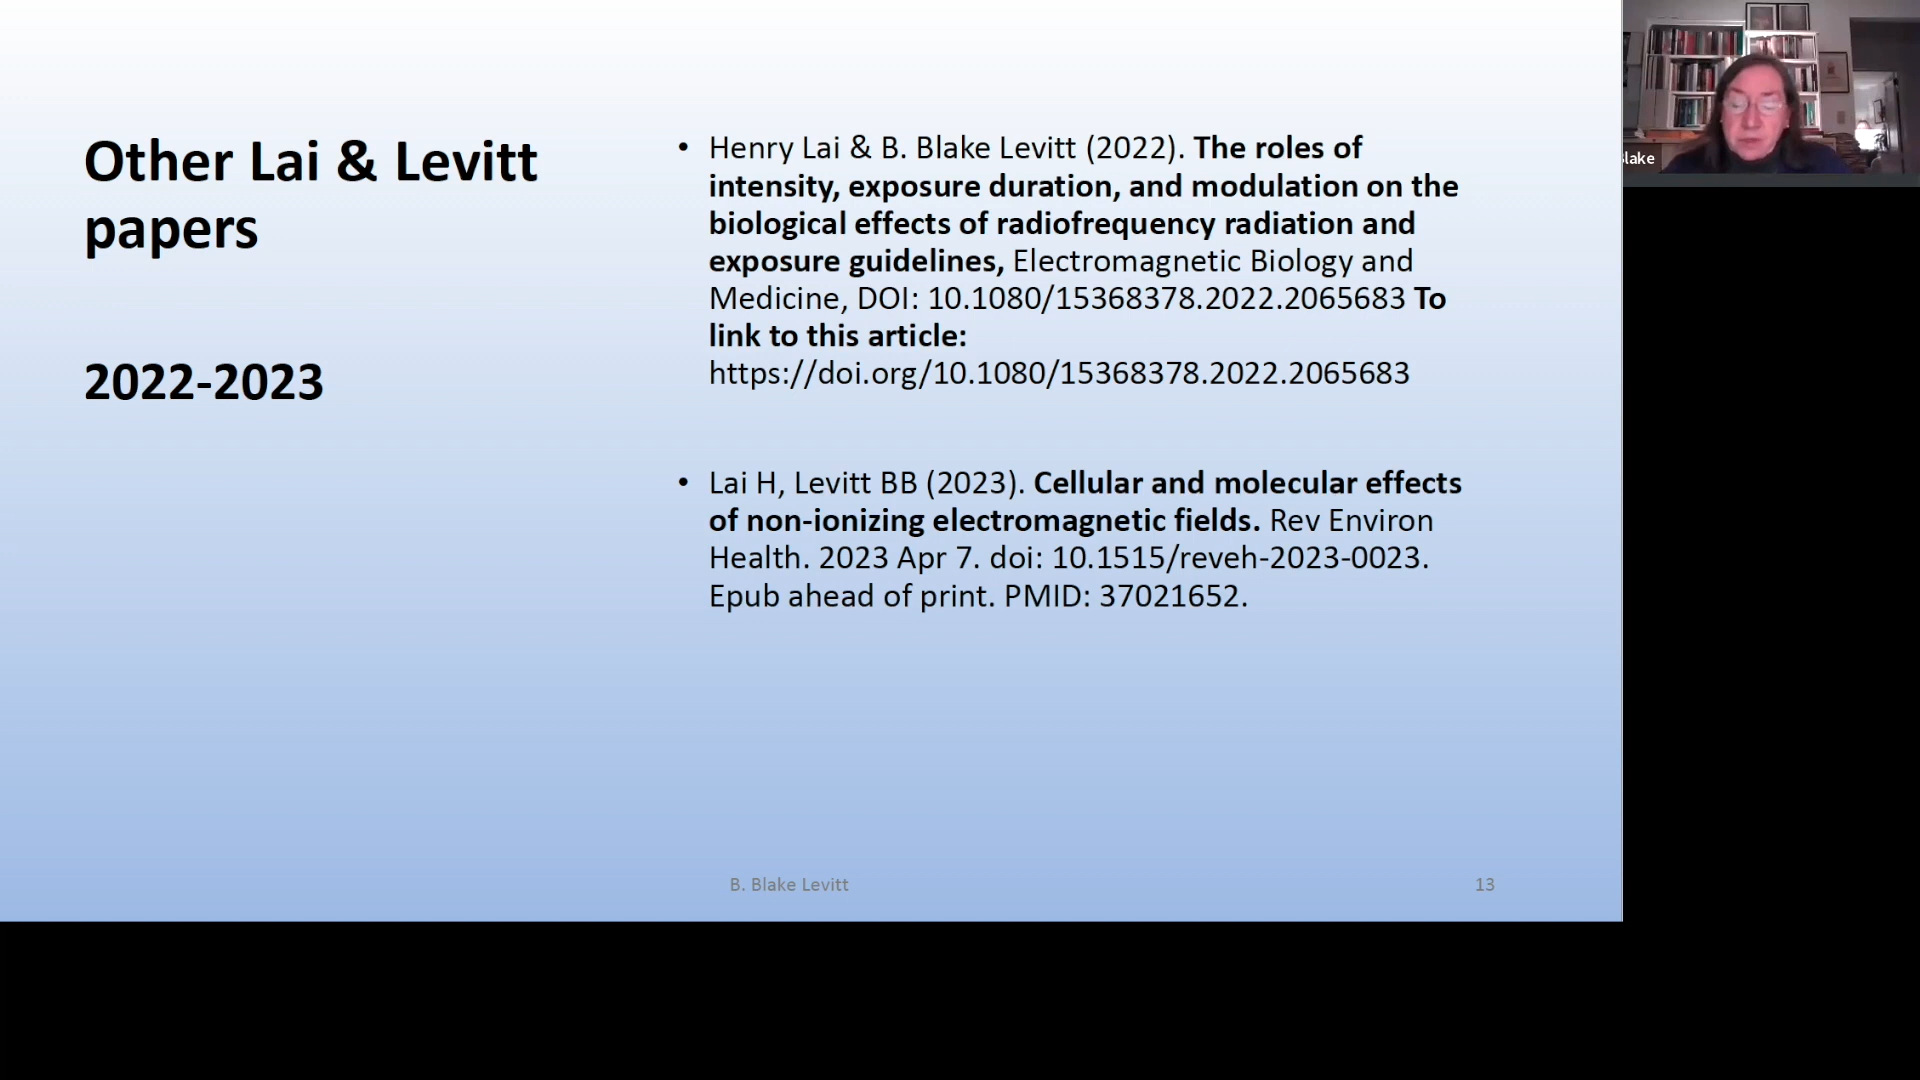 Other Lai & Levitt
papers
2022-2023
• Henry Lai & B. Blake Levitt (2022). The roles of
intensity, exposure duration, and modulation on the
biological effects of radiofrequency radiation and
exposure guidelines, Electromagnetic Biology and
Medicine, DOI: 10.1080/15368378.2022.2065683 To
link to this article:
https://doi.org/10.1080/15368378.2022.2065683
• Lai H, Levitt BB (2023). Cellular and molecular effects
of non-ionizing electromagnetic fields. Rev Environ
Health. 2023 Apr 7. doi: 10.1515/reveh-2023-0023.
Epub ahead of print. PMID: 37021652.
B. Blake Levitt
13
lake